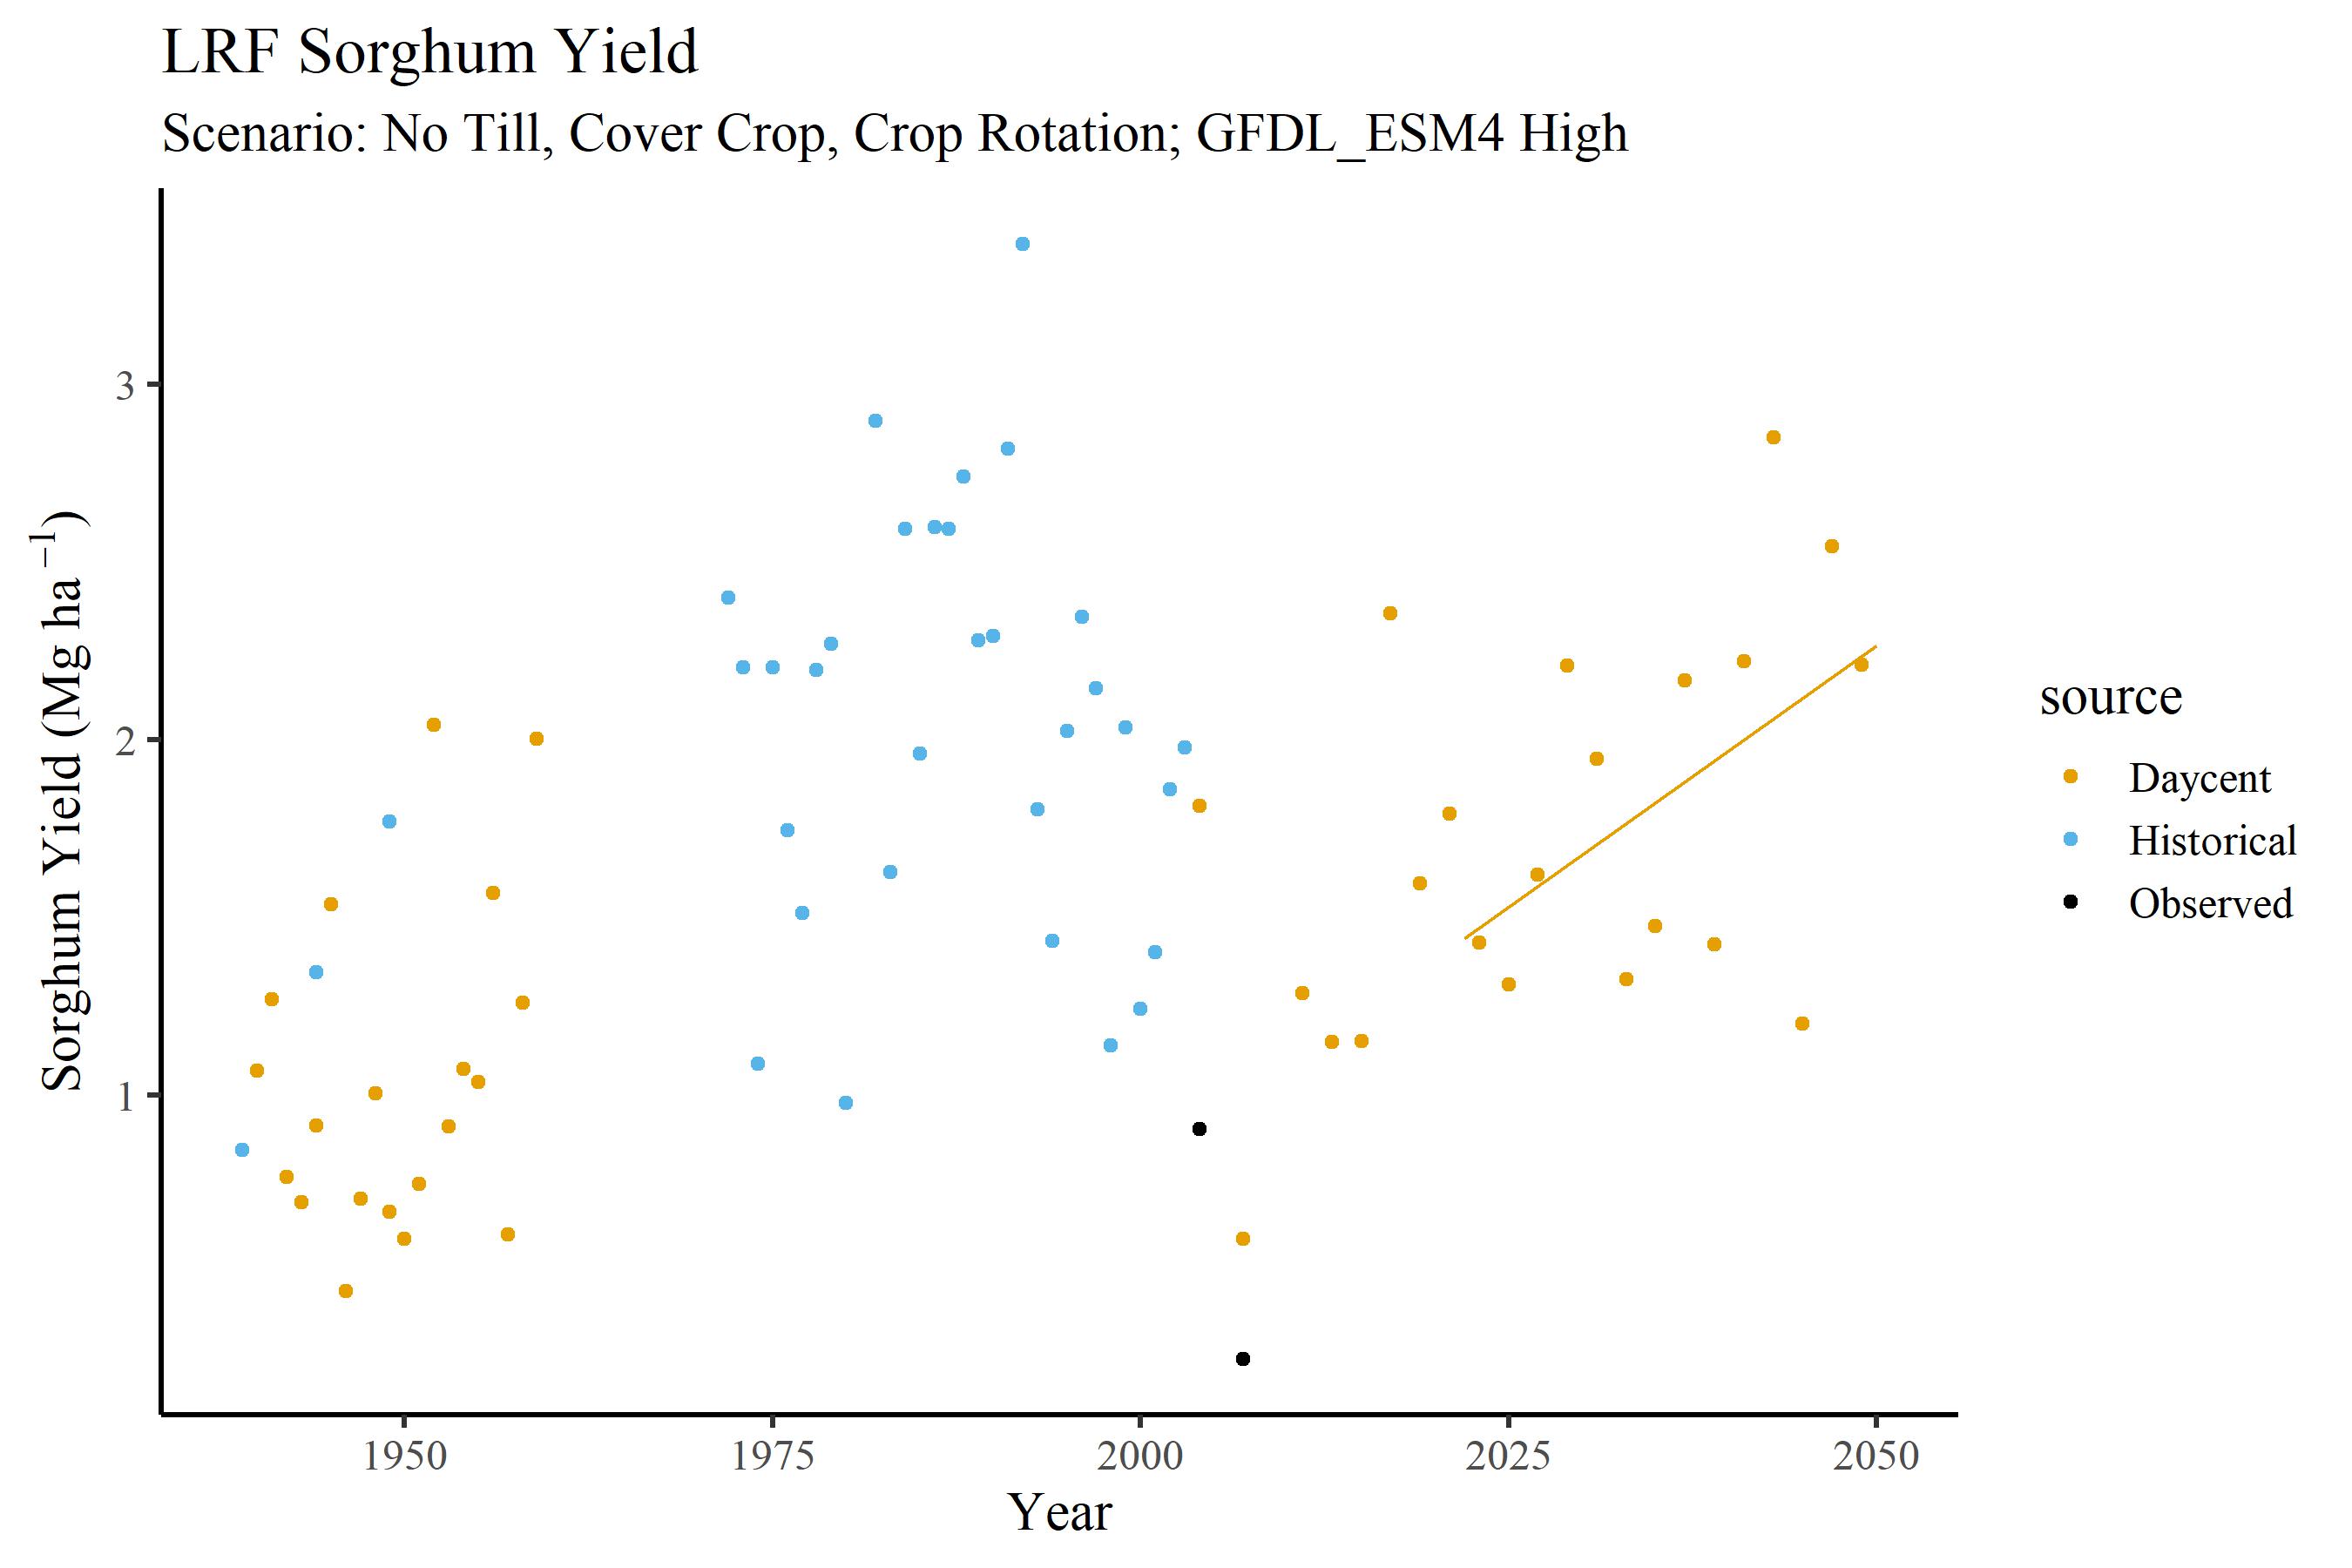 LRF Sorghum Yield
Scenario: No Till, Cover Crop, Crop Rotation; GFDL_ESM4 High
Sorghum Yield (Mg ha⁻¹)
3
2
1
1950
1975
2000
2025
2050
Year
source
Daycent
Historical
Observed